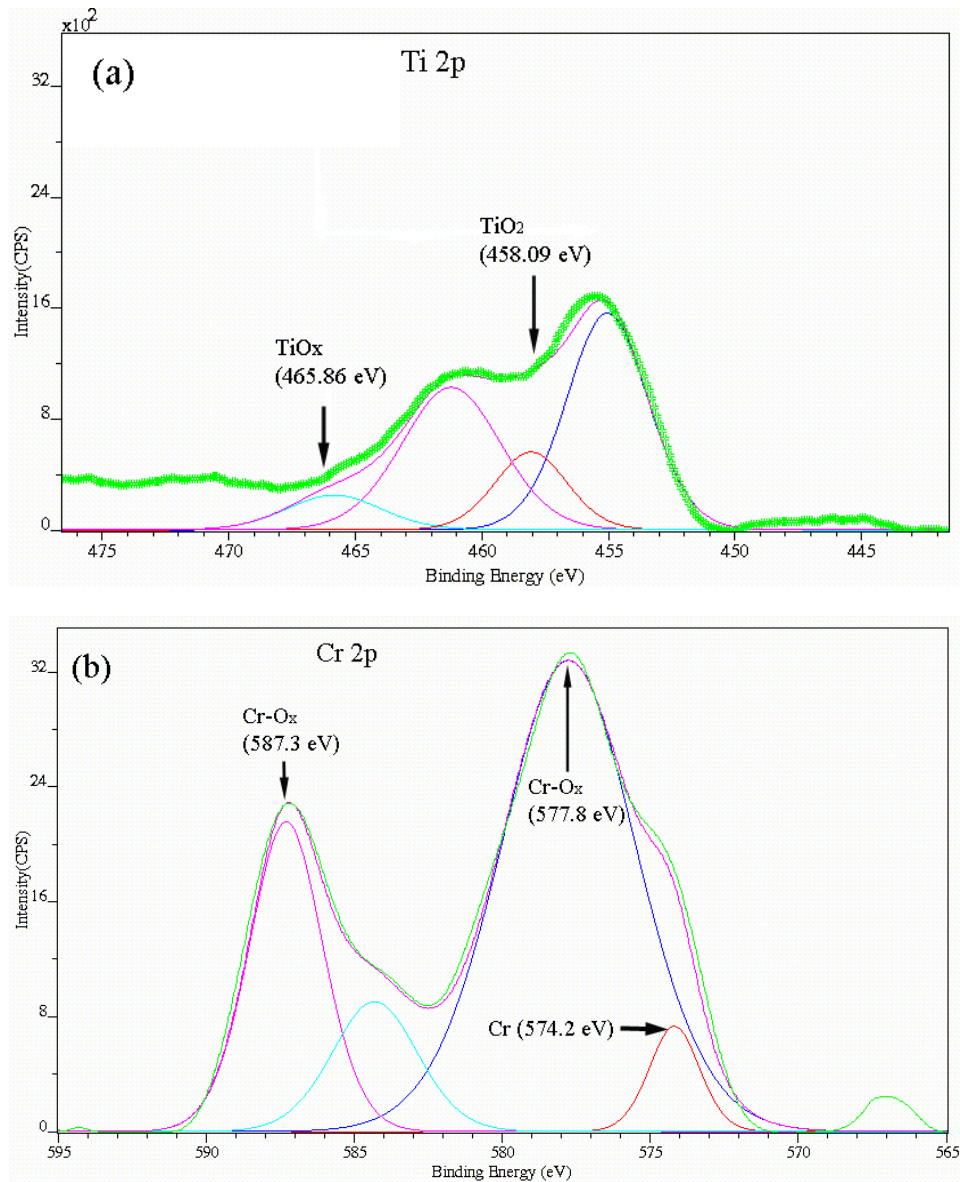 x10²
(a)
Ti 2p
32
24
16
8
0
Intensity(CPS)
TiO₂
(458.09 eV)
TiOx
(465.86 eV)
475 470 465 460 455 450 445
Binding Energy (eV)
(b)
Cr 2p
32
24
16
8
0
Intensity(CPS)
Cr-Ox
(587.3 eV)
Cr-Ox
(577.8 eV)
Cr (574.2 eV)
595 590 585 580 575 570 565
Binding Energy (eV)